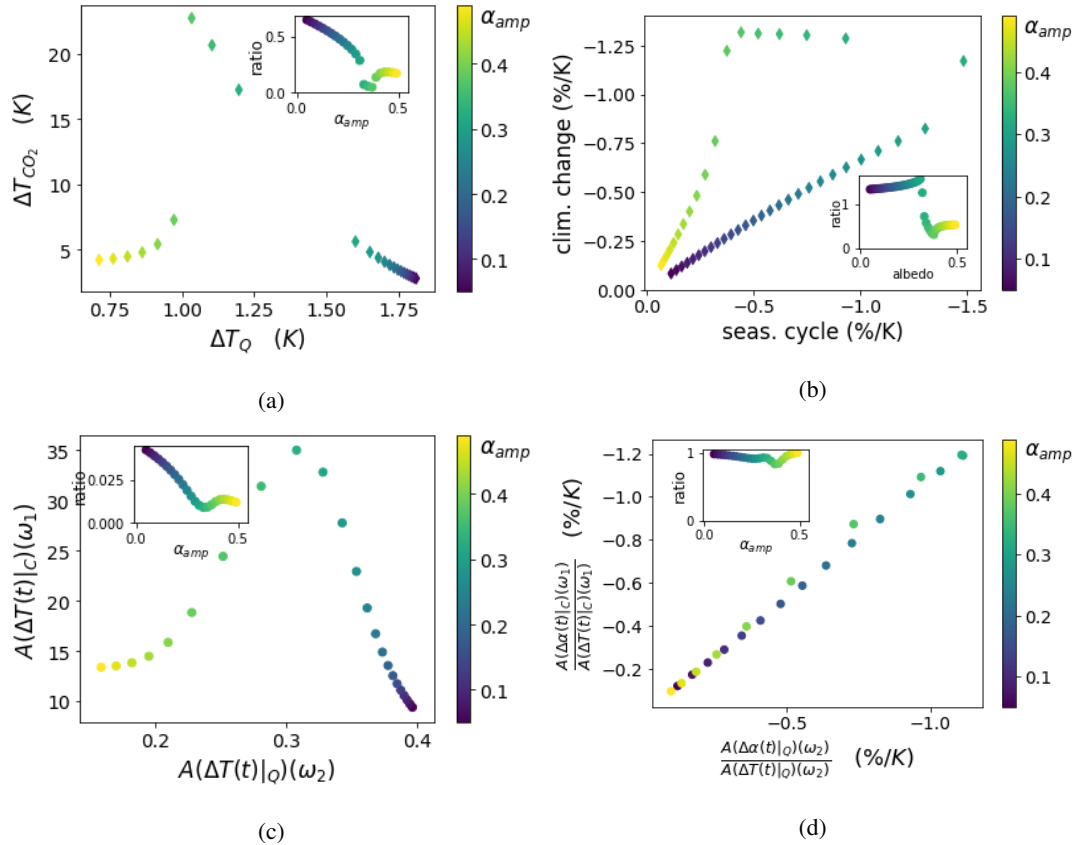 α_amp
ΔT_{CO_2} (K)
20
15
10
5
ratio
0.5
0.0
0.0
0.5
α_amp
0.4
0.3
0.2
0.1
0.75
1.00
1.25
1.50
1.75
ΔT_Q (K)
(a)
α_amp
clim. change (%/K)
−1.25
−1.00
−0.75
−0.50
−0.25
0.00
ratio
1
0
0.0
0.5
albedo
0.4
0.3
0.2
0.1
0.0
−0.5
−1.0
−1.5
seas. cycle (%/K)
(b)
α_amp
A(ΔT(t)|_C)(ω_1)
35
30
25
20
15
10
ratio
0.025
0.000
0.0
0.5
α_amp
0.4
0.3
0.2
0.1
0.2
0.3
0.4
A(ΔT(t)|_Q)(ω_2)
(c)
α_amp
A(Δα(t)|_C)(ω_1)
A(ΔT(t)|_C)(ω_1)
(%/K)
−1.2
−1.0
−0.8
−0.6
−0.4
−0.2
ratio
1
0
0.0
0.5
α_amp
0.4
0.3
0.2
0.1
−0.5
−1.0
A(Δα(t)|_Q)(ω_2)
A(ΔT(t)|_Q)(ω_2)
(%/K)
(d)